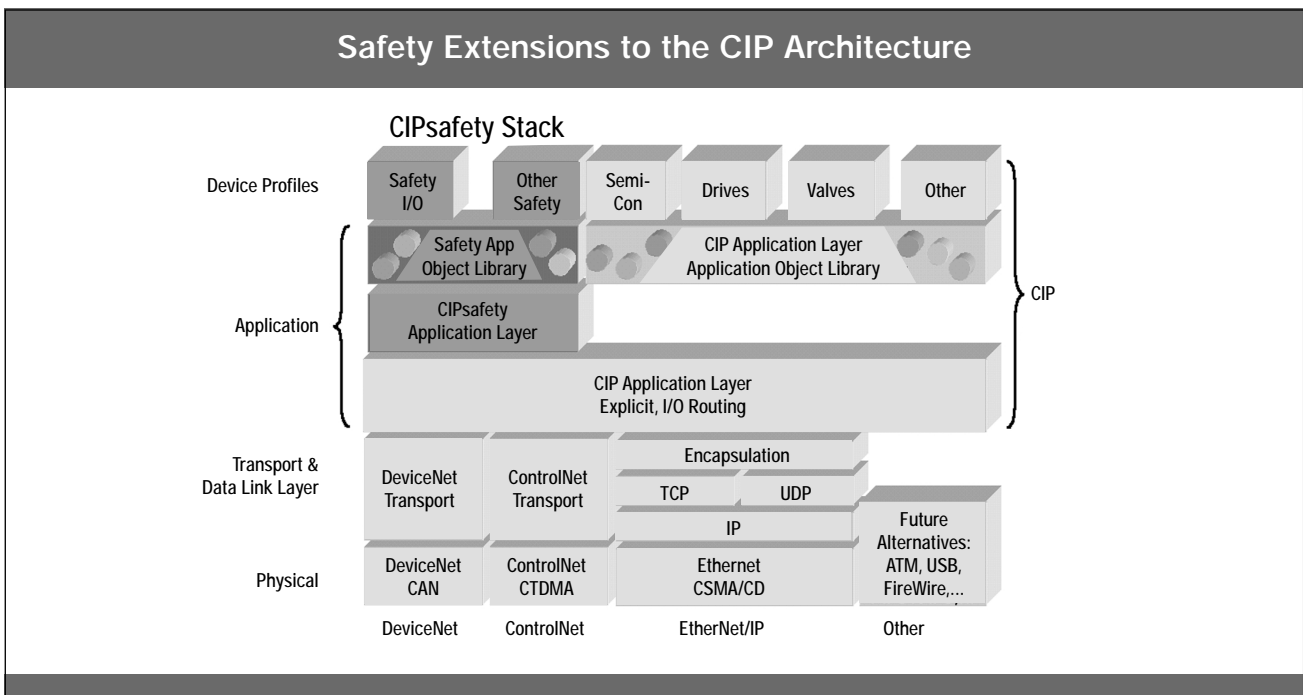 Safety Extensions to the CIP Architecture
CIPsafety Stack
Device Profiles
Safety
I/O
Other
Safety
Semi-
Con
Drives
Valves
Other
Safety App
Object Library
CIP Application Layer
Application Object Library
CIP
Application
CIPsafety
Application Layer
CIP Application Layer
Explicit, I/O Routing
Transport &
Data Link Layer
DeviceNet
Transport
ControlNet
Transport
Encapsulation
TCP
UDP
IP
Future
Alternatives:
ATM, USB,
FireWire,...
Physical
DeviceNet
CAN
ControlNet
CTDMA
Ethernet
CSMA/CD
DeviceNet
ControlNet
EtherNet/IP
Other